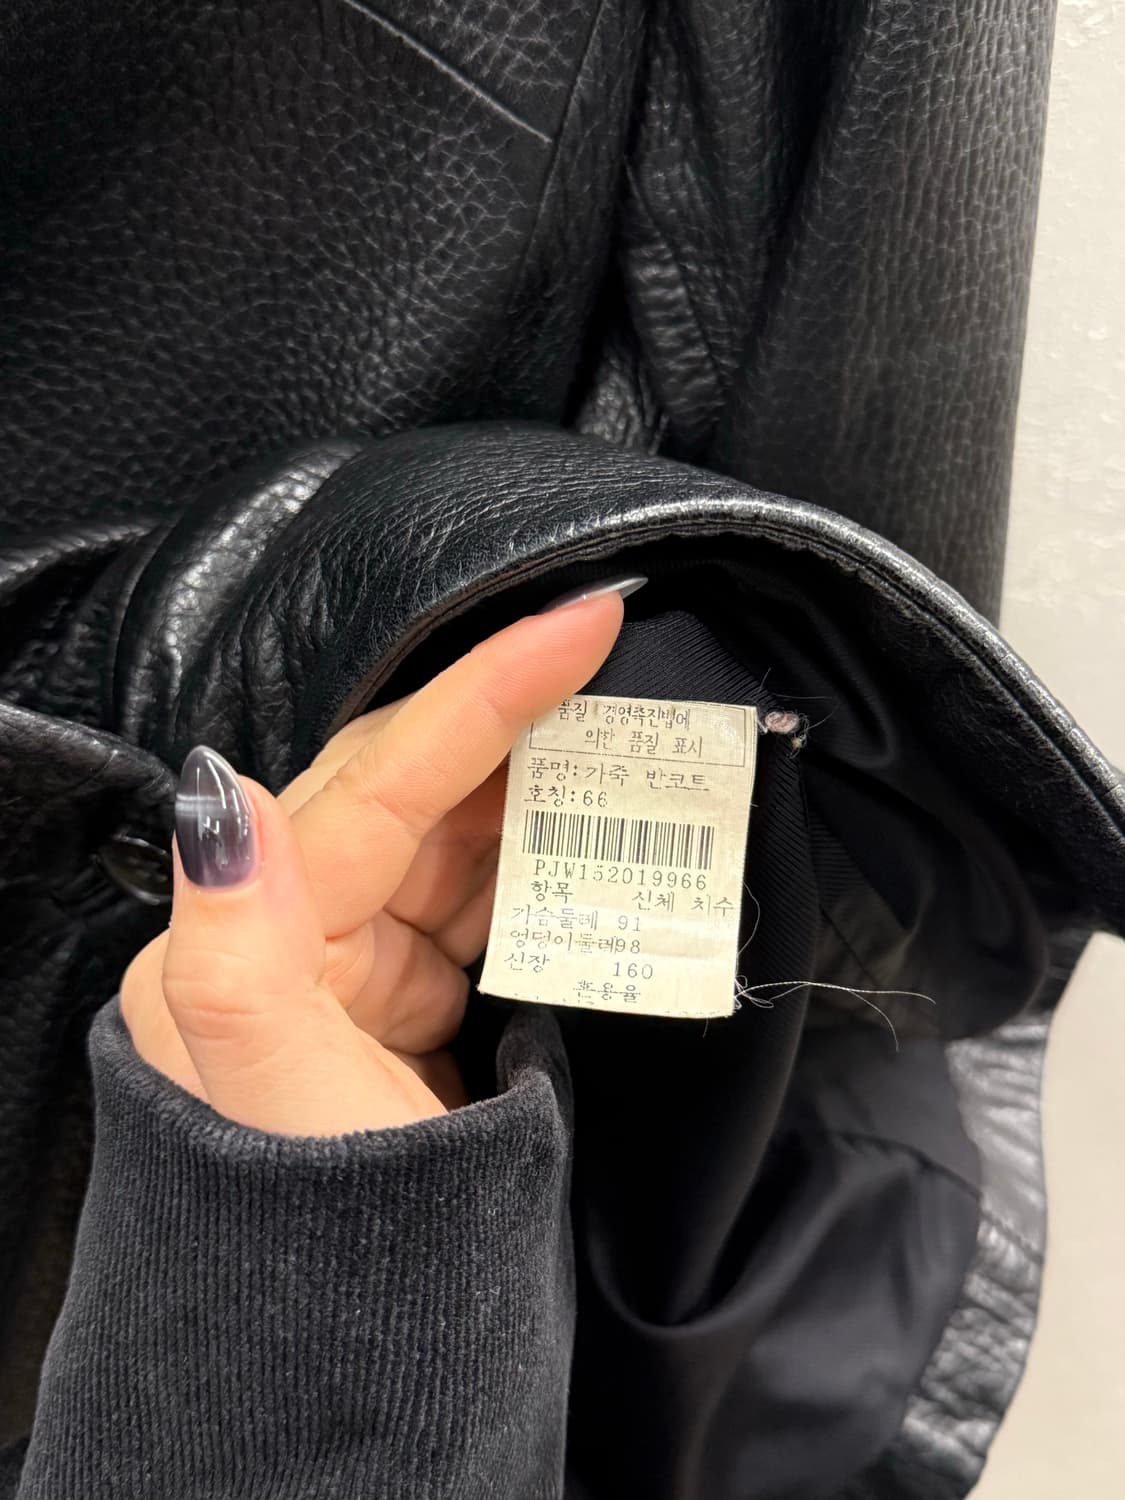 품질 경영촉진법에
의한 품질 표시
품명: 가죽 반코트
호칭: 66
PJW152019966
항목 신체 치수
가슴둘레 91
엉덩이둘레98
신장 160
혼용율